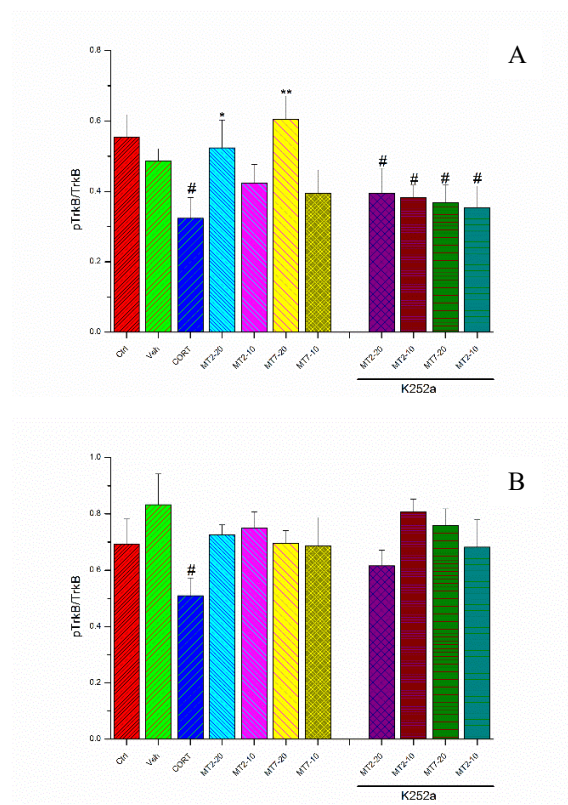 A
0.8
**
*
0.6
#
#
#
#
#
pTrkB/TrkB
0.4
0.2
0.0
Ctrl
Veh
CORT
MT2-20
MT2-10
MT7-20
MT7-10
MT2-20
MT2-10
MT7-20
MT2-10
K252a
B
1.0
0.8
#
pTrkB/TrkB
0.6
0.4
0.2
0.0
Ctrl
Veh
CORT
MT2-20
MT2-10
MT7-20
MT7-10
MT2-20
MT2-10
MT7-20
MT2-10
K252a